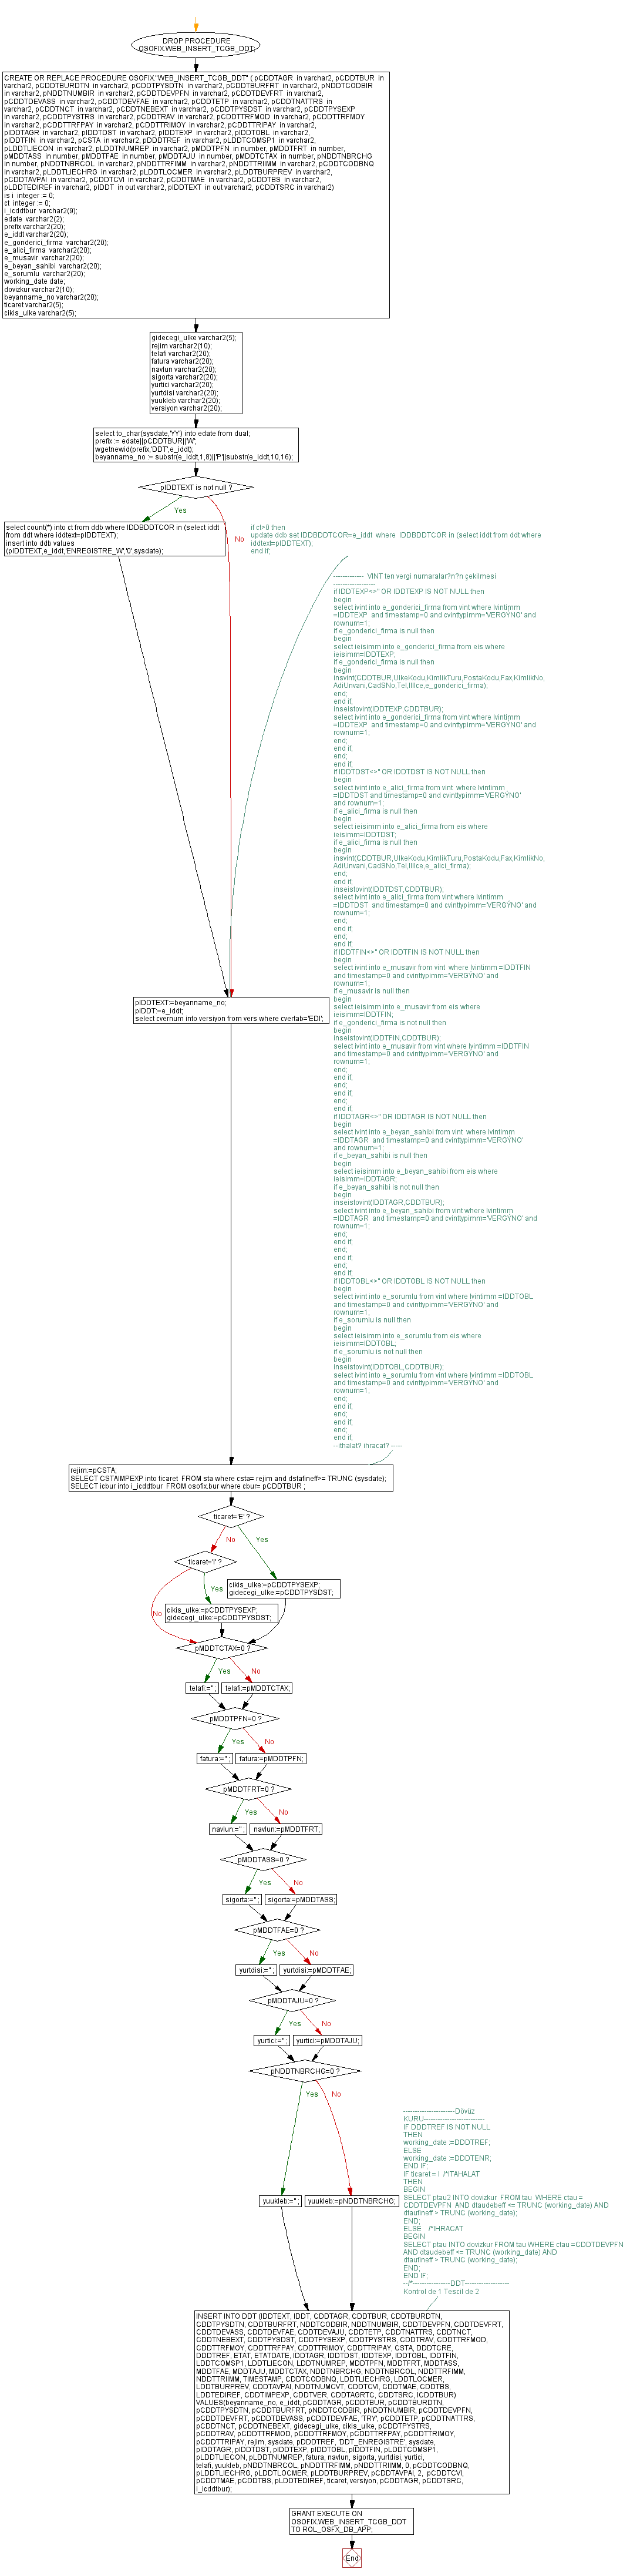 DROP PROCEDURE
OSOFIX.WEB_INSERT_TCGB_DDT;
CREATE OR REPLACE PROCEDURE OSOFIX."WEB_INSERT_TCGB_DDT" ( pCDDTAGR in varchar2, pCDDTBUR in
varchar2, pCDDTBURDTN in varchar2, pCDDTPYSDTN in varchar2, pCDDTBURFRT in varchar2, pNDDTCODBIR
in varchar2, pNDDTNUMBIR in varchar2, pCDDTDEVPFN in varchar2, pCDDTDEVFRT in varchar2,
pCDDTDEVASS in varchar2, pCDDTDEVFAE in varchar2, pCDDTETP in varchar2, pCDDTNATTRS in
varchar2, pCDDTNCT in varchar2, pCDDTNEBEXT in varchar2, pCDDTPYSDST in varchar2, pCDDTPYSEXP
in varchar2, pCDDTPYSTRS in varchar2, pCDDTRAV in varchar2, pCDDTTRFMOD in varchar2, pCDDTTRFMOY
in varchar2, pCDDTTRFPAY in varchar2, pCDDTTRIMOY in varchar2, pCDDTTRIPAY in varchar2,
pIDDTAGR in varchar2, pIDDTDST in varchar2, pIDDTEXP in varchar2, pIDDTOBL in varchar2,
pIDDTFIN in varchar2, pCSTA in varchar2, pDDDTREF in varchar2, pLDDTCOMSP1 in varchar2,
pLDDTLIECON in varchar2, pLDDTNUMREP in varchar2, pMDDTPFN in number, pMDDTFRT in number,
pMDDTASS in number, pMDDTFAE in number, pMDDTAJU in number, pMDDTCTAX in number, pNDDTNBRCHG
in number, pNDDTNBRCOL in varchar2, pNDDTTRFIMM in varchar2, pNDDTTRIIMM in varchar2, pCDDTCODBNQ
in varchar2, pLDDTLIECHRG in varchar2, pLDDTLOCMER in varchar2, pLDDTBURPREV in varchar2,
pCDDTAVPAI in varchar2, pCDDTCVI in varchar2, pCDDTMAE in varchar2, pCDDTBS in varchar2,
pLDDTEDIREF in varchar2, pIDDT in out varchar2, pIDDTEXT in out varchar2, pCDDTSRC in varchar2)
is i integer := 0;
ct integer := 0;
i_icddtbur varchar2(9);
edate varchar2(2);
prefix varchar2(20);
e_iddt varchar2(20);
e_gonderici_firma varchar2(20);
e_alici_firma varchar2(20);
e_musavir varchar2(20);
e_beyan_sahibi varchar2(20);
e_sorumlu varchar2(20);
working_date date;
dovizkur varchar2(10);
beyanname_no varchar2(20);
ticaret varchar2(5);
cikis_ulke varchar2(5);
gidecegi_ulke varchar2(5);
rejim varchar2(10);
telafi varchar2(20);
fatura varchar2(20);
navlun varchar2(20);
sigorta varchar2(20);
yurtici varchar2(20);
yurtdisi varchar2(20);
yuukleb varchar2(20);
versiyon varchar2(20);
select to_char(sysdate,'YY') into edate from dual;
prefix := edate||pCDDTBUR||'W';
wgetnewid(prefix,'DDT',e_iddt);
beyanname_no := substr(e_iddt,1,8)||'P'||substr(e_iddt,10,16);
pIDDTEXT is not null ?
Yes
No
select count(*) into ct from ddb where IDDBDDTCOR in (select iddt
from ddt where iddtext=pIDDTEXT);
insert into ddb values
(pIDDTEXT,e_iddt,'ENREGISTRE_W','0',sysdate);
if ct>0 then
update ddb set IDDBDDTCOR=e_iddt where IDDBDDTCOR in (select iddt from ddt where
iddtext=pIDDTEXT);
end if;
------------- VINT ten vergi numaralar?n?n çekilmesi
-----------------
if IDDTEXP<>'' OR IDDTEXP IS NOT NULL then
begin
select ivint into e_gonderici_firma from vint where lvintimm
=IDDTEXP and timestamp=0 and cvinttypimm='VERGÝNO' and
rownum=1;
if e_gonderici_firma is null then
begin
select ieisimm into e_gonderici_firma from eis where
ieisimm=IDDTEXP;
if e_gonderici_firma is null then
begin
insvint(CDDTBUR,UlkeKodu,KimlikTuru,PostaKodu,Fax,KimlikNo,
AdiUnvani,CadSNo,Tel,IlIlce,e_gonderici_firma);
end;
end if;
inseistovint(IDDTEXP,CDDTBUR);
select ivint into e_gonderici_firma from vint where lvintimm
=IDDTEXP and timestamp=0 and cvinttypimm='VERGÝNO' and
rownum=1;
end;
end if;
end;
end if;
if IDDTDST<>'' OR IDDTDST IS NOT NULL then
begin
select ivint into e_alici_firma from vint where lvintimm
=IDDTDST and timestamp=0 and cvinttypimm='VERGÝNO'
and rownum=1;
if e_alici_firma is null then
begin
select ieisimm into e_alici_firma from eis where
ieisimm=IDDTDST;
if e_alici_firma is null then
begin
insvint(CDDTBUR,UlkeKodu,KimlikTuru,PostaKodu,Fax,KimlikNo,
AdiUnvani,CadSNo,Tel,IlIlce,e_alici_firma);
end;
end if;
inseistovint(IDDTDST,CDDTBUR);
select ivint into e_alici_firma from vint where lvintimm
=IDDTDST and timestamp=0 and cvinttypimm='VERGÝNO' and
rownum=1;
end;
end if;
end;
end if;
if IDDTFIN<>'' OR IDDTFIN IS NOT NULL then
begin
select ivint into e_musavir from vint where lvintimm =IDDTFIN
and timestamp=0 and cvinttypimm='VERGÝNO' and
rownum=1;
if e_musavir is null then
begin
select ieisimm into e_musavir from eis where
ieisimm=IDDTFIN;
if e_gonderici_firma is not null then
begin
inseistovint(IDDTFIN,CDDTBUR);
select ivint into e_musavir from vint where lvintimm =IDDTFIN
and timestamp=0 and cvinttypimm='VERGÝNO' and
rownum=1;
end;
end if;
end;
end if;
end;
end if;
if IDDTAGR<>'' OR IDDTAGR IS NOT NULL then
begin
select ivint into e_beyan_sahibi from vint where lvintimm
=IDDTAGR and timestamp=0 and cvinttypimm='VERGÝNO'
and rownum=1;
if e_beyan_sahibi is null then
begin
select ieisimm into e_beyan_sahibi from eis where
ieisimm=IDDTAGR;
if e_beyan_sahibi is not null then
begin
inseistovint(IDDTAGR,CDDTBUR);
select ivint into e_beyan_sahibi from vint where lvintimm
=IDDTAGR and timestamp=0 and cvinttypimm='VERGÝNO' and
rownum=1;
end;
end if;
end;
end if;
end;
end if;
if IDDTOBL<>'' OR IDDTOBL IS NOT NULL then
begin
select ivint into e_sorumlu from vint where lvintimm =IDDTOBL
and timestamp=0 and cvinttypimm='VERGÝNO' and
rownum=1;
if e_sorumlu is null then
begin
select ieisimm into e_sorumlu from eis where
ieisimm=IDDTOBL;
if e_sorumlu is not null then
begin
inseistovint(IDDTOBL,CDDTBUR);
select ivint into e_sorumlu from vint where lvintimm =IDDTOBL
and timestamp=0 and cvinttypimm='VERGÝNO' and
rownum=1;
end;
end if;
end;
end if;
end;
end if;
--ithalat? ihracat? -----
pIDDTEXT:=beyanname_no;
pIDDT:=e_iddt;
select cvernum into versiyon from vers where cvertab='EDI';
rejim:=pCSTA;
SELECT CSTAIMPEXP into ticaret FROM sta where csta= rejim and dstafineff>= TRUNC (sysdate);
SELECT icbur into i_icddtbur FROM osofix.bur where cbur= pCDDTBUR ;
ticaret='E' ?
No
Yes
ticaret='I' ?
cikis_ulke:=pCDDTPYSEXP;
gidecegi_ulke:=pCDDTPYSDST;
Yes
No
cikis_ulke:=pCDDTPYSEXP;
gidecegi_ulke:=pCDDTPYSDST;
pMDDTCTAX=0 ?
Yes
No
telafi:='' ;
telafi:=pMDDTCTAX;
pMDDTPFN=0 ?
Yes
No
fatura:='' ;
fatura:=pMDDTPFN;
pMDDTFRT=0 ?
Yes
No
navlun:='' ;
navlun:=pMDDTFRT;
pMDDTASS=0 ?
Yes
No
sigorta:='' ;
sigorta:=pMDDTASS;
pMDDTFAE=0 ?
Yes
No
yurtdisi:='' ;
yurtdisi:=pMDDTFAE;
pMDDTAJU=0 ?
Yes
No
yurtici:='' ;
yurtici:=pMDDTAJU;
pNDDTNBRCHG=0 ?
Yes
No
yuukleb:='' ;
yuukleb:=pNDDTNBRCHG;
----------------------Dövüz
KURU--------------------------
IF DDDTREF IS NOT NULL
THEN
working_date :=DDDTREF;
ELSE
working_date :=DDDTENR;
END IF;
IF ticaret = I /*ITAHALAT
THEN
BEGIN
SELECT ptau2 INTO dovizkur FROM tau WHERE ctau =
CDDTDEVPFN AND dtaudebeff <= TRUNC (working_date) AND
dtaufineff > TRUNC (working_date);
END;
ELSE /*IHRACAT
BEGIN
SELECT ptau INTO dovizkur FROM tau WHERE ctau =CDDTDEVPFN
AND dtaudebeff <= TRUNC (working_date) AND
dtaufineff > TRUNC (working_date);
END;
END IF;
--/*----------------DDT-------------------
Kontrol de 1 Tescil de 2
INSERT INTO DDT (IDDTEXT, IDDT, CDDTAGR, CDDTBUR, CDDTBURDTN,
CDDTPYSDTN, CDDTBURFRT, NDDTCODBIR, NDDTNUMBIR, CDDTDEVPFN, CDDTDEVFRT,
CDDTDEVASS, CDDTDEVFAE, CDDTDEVAJU, CDDTETP, CDDTNATTRS, CDDTNCT,
CDDTNEBEXT, CDDTPYSDST, CDDTPYSEXP, CDDTPYSTRS, CDDTRAV, CDDTTRFMOD,
CDDTTRFMOY, CDDTTRFPAY, CDDTTRIMOY, CDDTTRIPAY, CSTA, DDDTCRE,
DDDTREF, ETAT, ETATDATE, IDDTAGR, IDDTDST, IDDTEXP, IDDTOBL, IDDTFIN,
LDDTCOMSP1, LDDTLIECON, LDDTNUMREP, MDDTPFN, MDDTFRT, MDDTASS,
MDDTFAE, MDDTAJU, MDDTCTAX, NDDTNBRCHG, NDDTNBRCOL, NDDTTRFIMM,
NDDTTRIIMM, TIMESTAMP, CDDTCODBNQ, LDDTLIECHRG, LDDTLOCMER,
LDDTBURPREV, CDDTAVPAI, NDDTNUMCVT, CDDTCVI, CDDTMAE, CDDTBS,
LDDTEDIREF, CDDTIMPEXP, CDDTVER, CDDTAGRTC, CDDTSRC, ICDDTBUR)
VALUES(beyanname_no, e_iddt, pCDDTAGR, pCDDTBUR, pCDDTBURDTN,
pCDDTPYSDTN, pCDDTBURFRT, pNDDTCODBIR, pNDDTNUMBIR, pCDDTDEVPFN,
pCDDTDEVFRT, pCDDTDEVASS, pCDDTDEVFAE, 'TRY', pCDDTETP, pCDDTNATTRS,
pCDDTNCT, pCDDTNEBEXT, gidecegi_ulke, cikis_ulke, pCDDTPYSTRS,
pCDDTRAV, pCDDTTRFMOD, pCDDTTRFMOY, pCDDTTRFPAY, pCDDTTRIMOY,
pCDDTTRIPAY, rejim, sysdate, pDDDTREF, 'DDT_ENREGISTRE', sysdate,
pIDDTAGR, pIDDTDST, pIDDTEXP, pIDDTOBL, pIDDTFIN, pLDDTCOMSP1,
pLDDTLIECON, pLDDTNUMREP, fatura, navlun, sigorta, yurtdisi, yurtici,
telafi, yuukleb, pNDDTNBRCOL, pNDDTTRFIMM, pNDDTTRIIMM, 0, pCDDTCODBNQ,
pLDDTLIECHRG, pLDDTLOCMER, pLDDTBURPREV, pCDDTAVPAI, 2, pCDDTCVI,
pCDDTMAE, pCDDTBS, pLDDTEDIREF, ticaret, versiyon, pCDDTAGR, pCDDTSRC,
i_icddtbur);
GRANT EXECUTE ON
OSOFIX.WEB_INSERT_TCGB_DDT
TO ROL_OSFX_DB_APP;
End